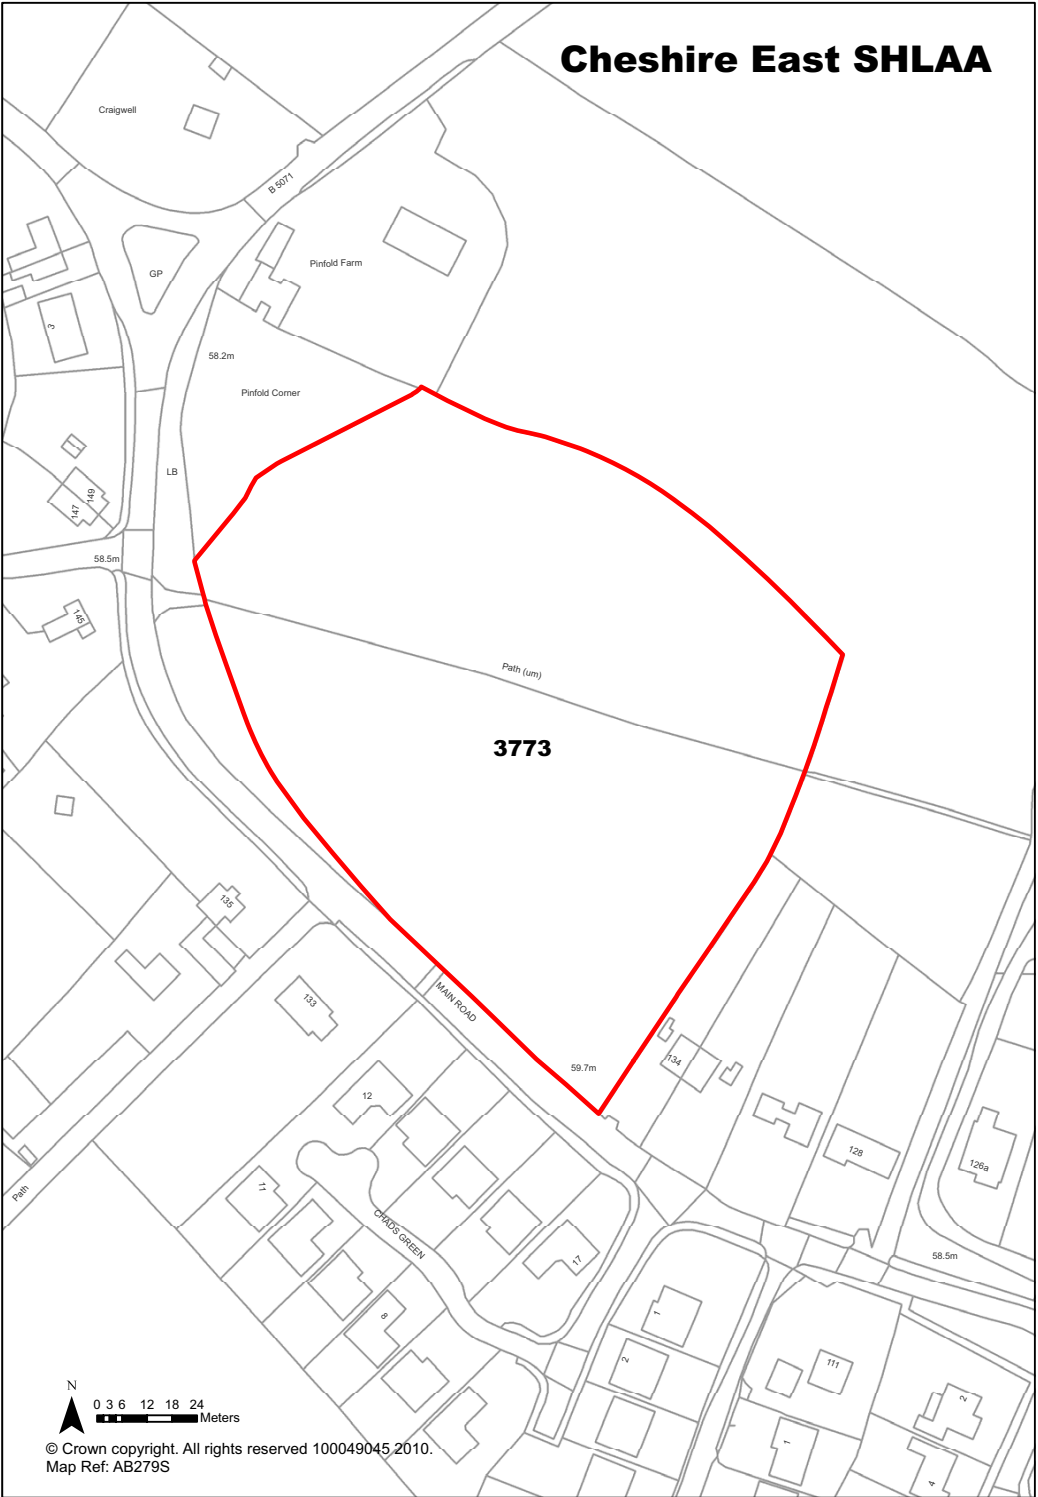 Cheshire East SHLAA
Craigwell
B 5071
GP
Pinfold Farm
3
58.2m
Pinfold Corner
LB
149
147
58.5m
145
Path (um)
3773
135
MAIN ROAD
133
59.7m
134
12
128
126a
11
Path
CHADS GREEN
17
58.5m
8
1
2
111
2
1
4
N
0 3 6 12 18 24
Meters
© Crown copyright. All rights reserved 100049045 2010.
Map Ref: AB279S